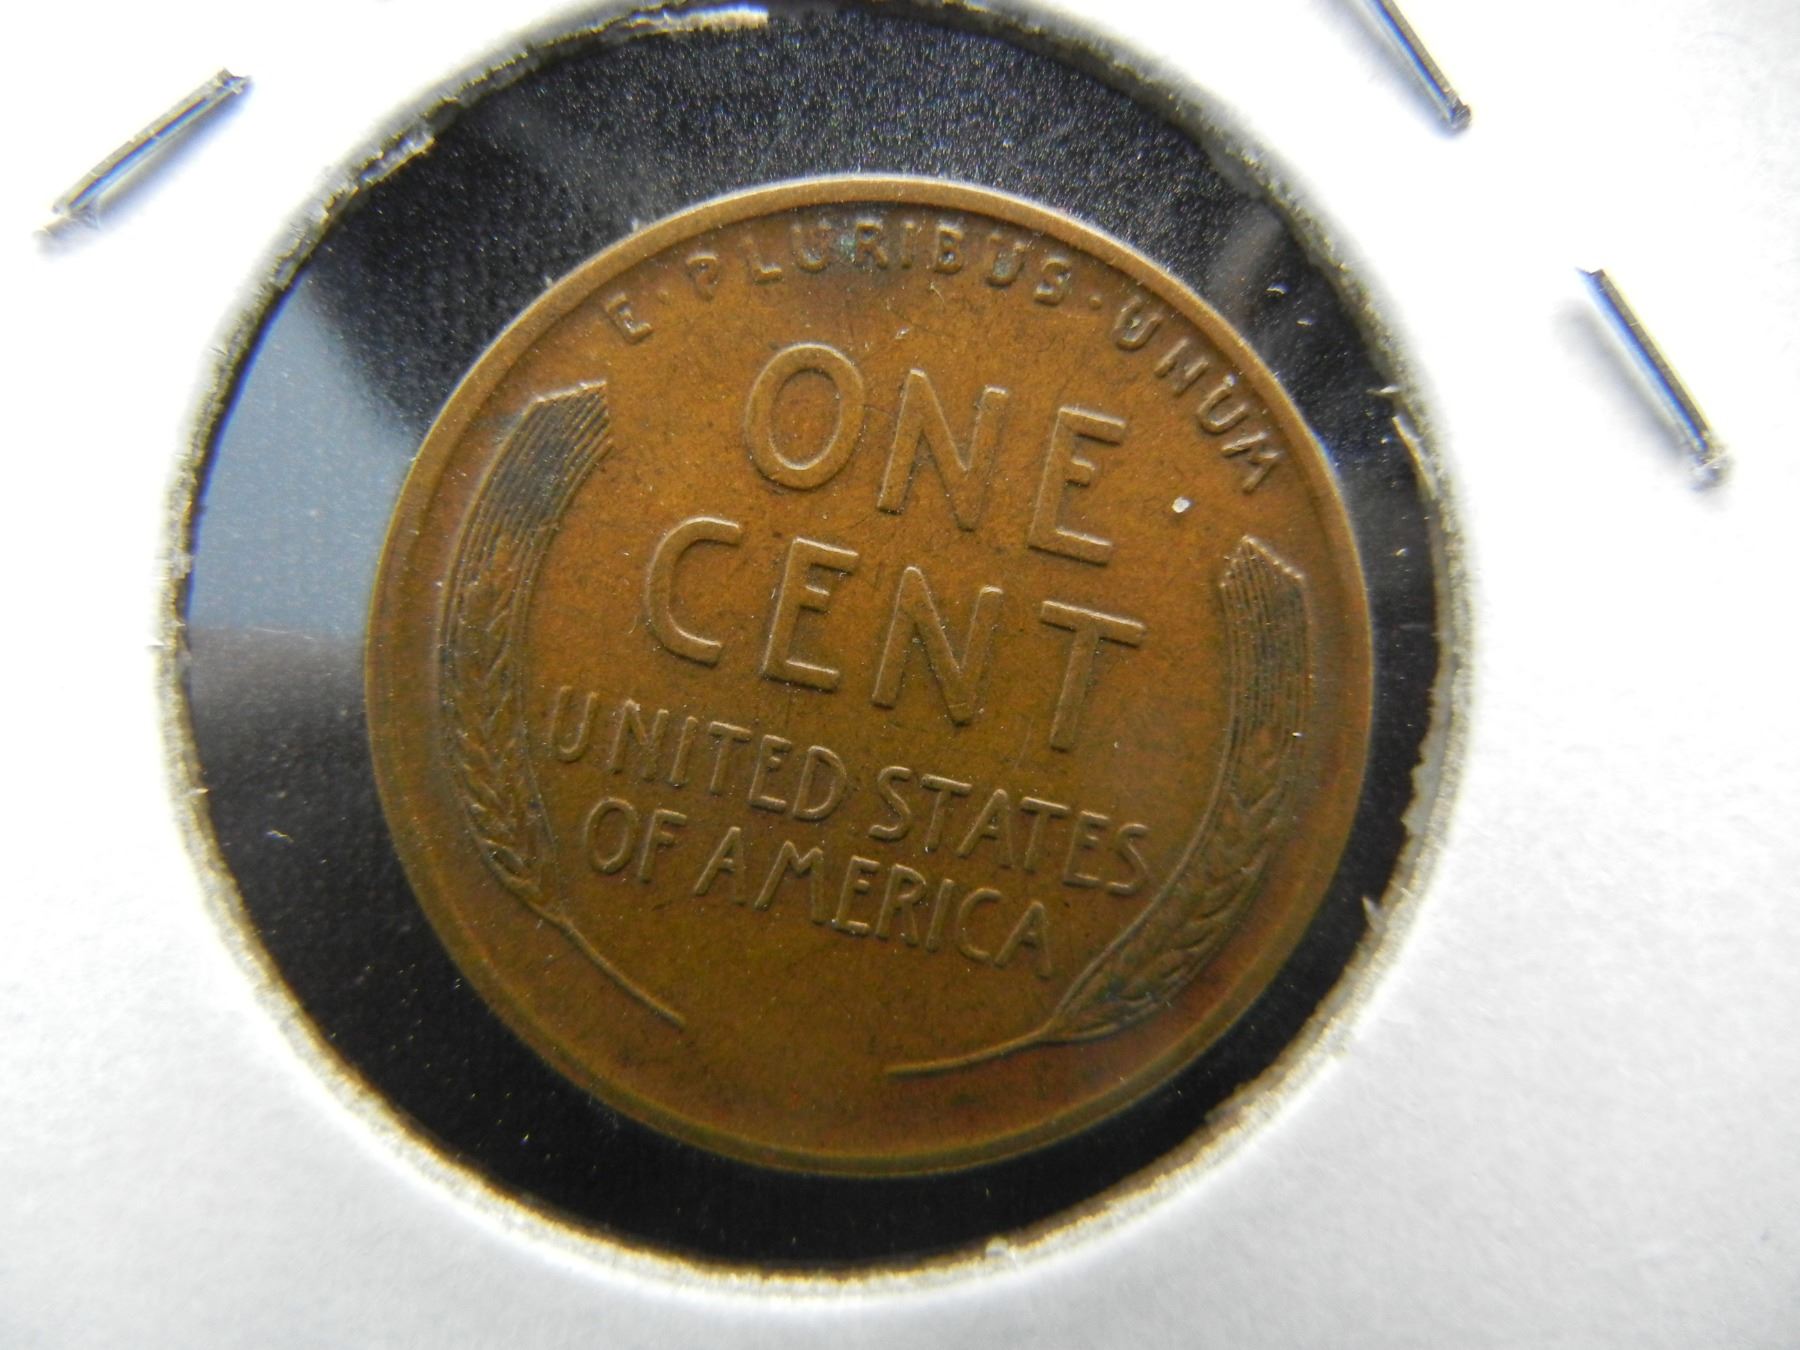 E·PLURIBUS·UNUM
ONE
CENT
UNITED STATES
OF AMERICA